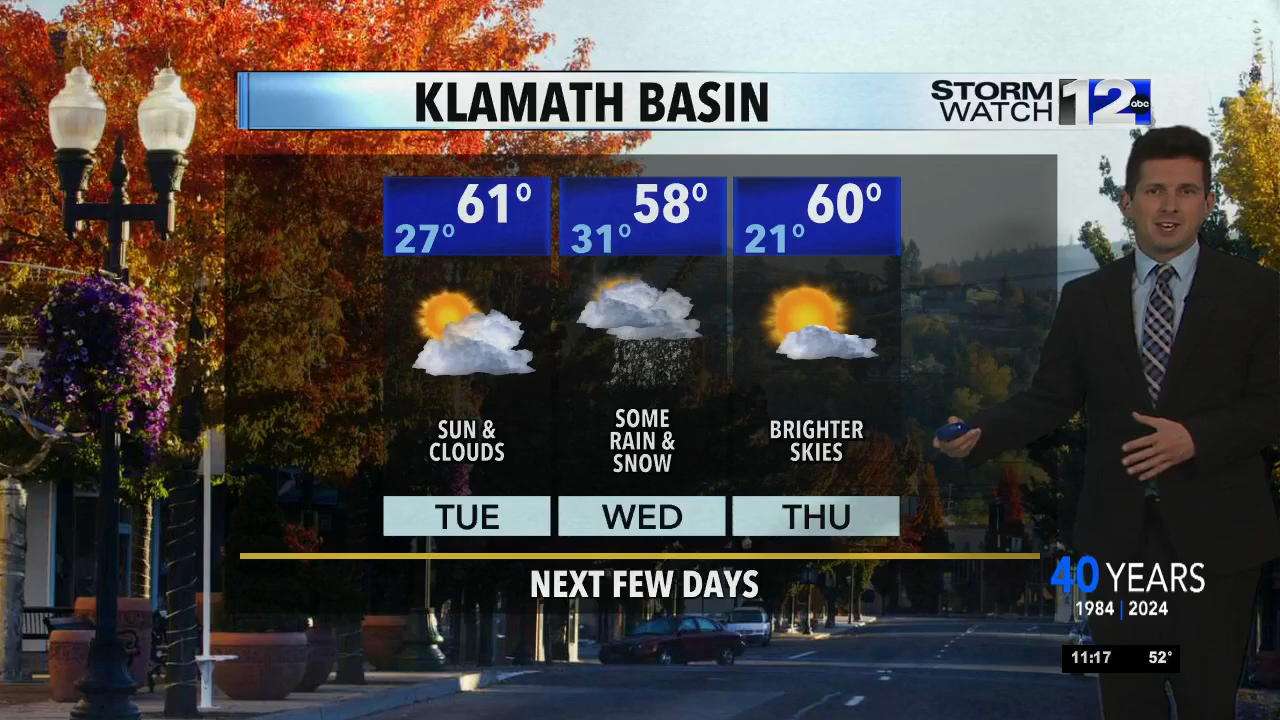 KLAMATH BASIN
STORM
WATCH 12 abc
61° 58° 60°
27° 31° 21°
SUN &
CLOUDS
SOME
RAIN &
SNOW
BRIGHTER
SKIES
TUE WED THU
NEXT FEW DAYS
40 YEARS
1984 | 2024
11:17 52°